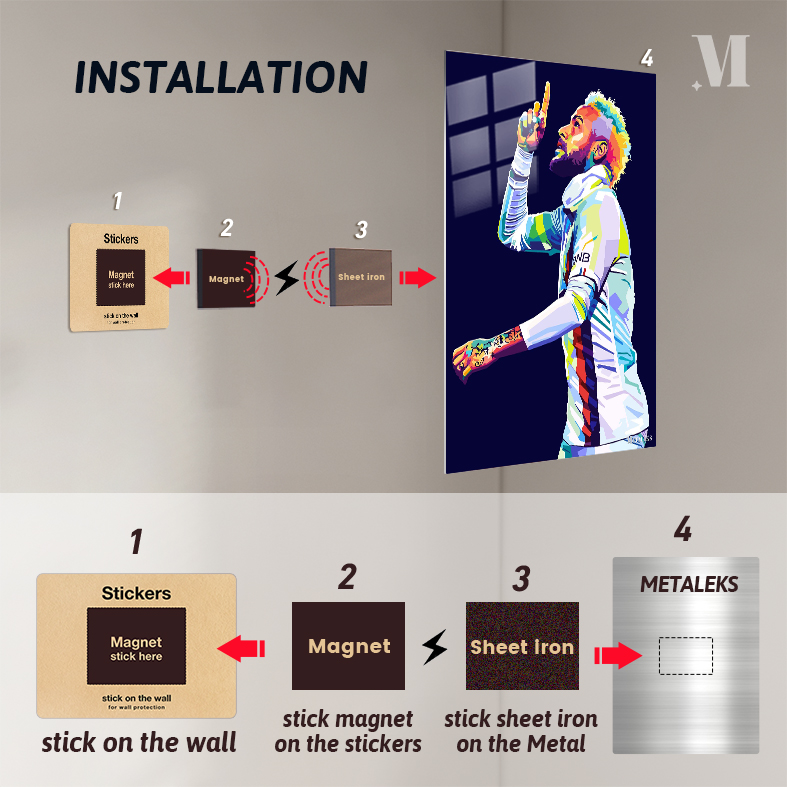 INSTALLATION
M
4
1
2
3
Stickers
Magnet
stick here
stick on the wall
for wall protection
Magnet
Sheet iron
1
2
3
4
Stickers
Magnet
stick here
stick on the wall
for wall protection
Magnet
Sheet iron
METALEKS
stick on the wall
stick magnet
on the stickers
stick sheet iron
on the Metal